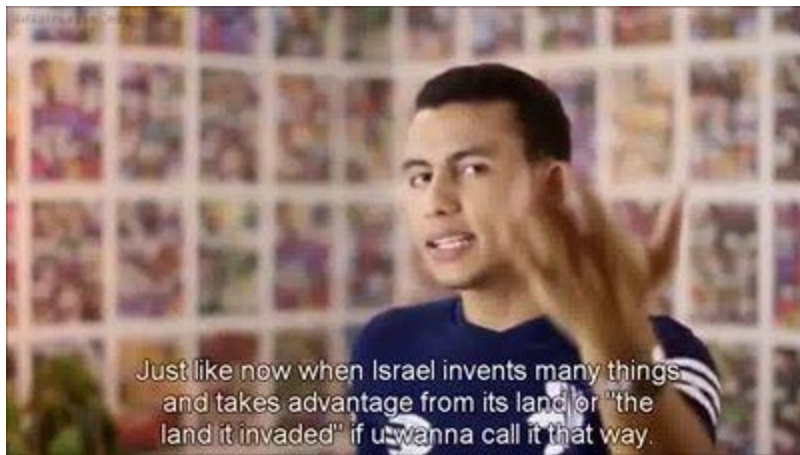 Just like now when Israel invents many things
and takes advantage from its land or "the
land it invaded" if u wanna call it that way.